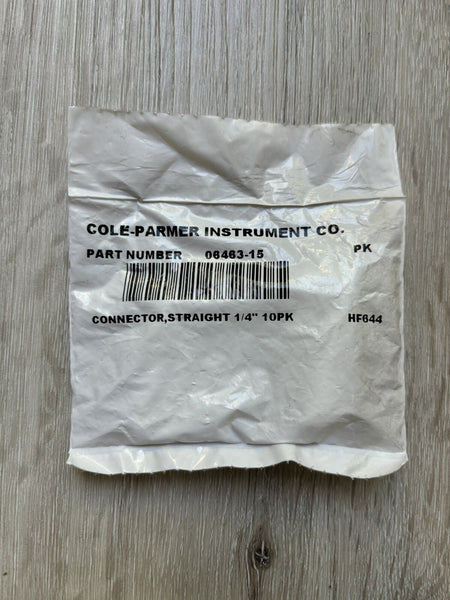 COLE-PARMER INSTRUMENT CO.
PART NUMBER 06463-15 PK
CONNECTOR,STRAIGHT 1/4" 10PK HF644